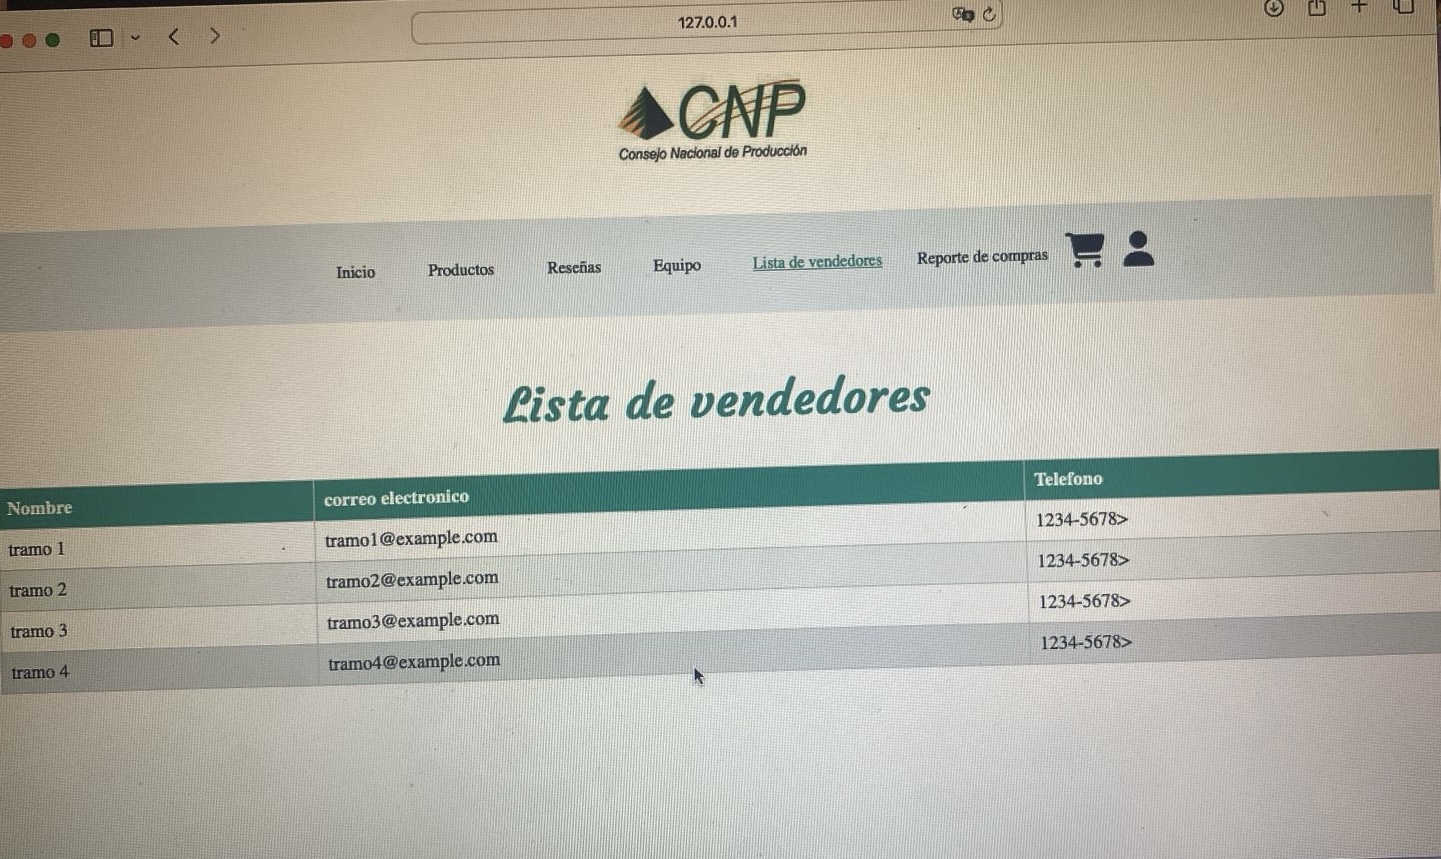 127.0.0.1
CNP
Consejo Nacional de Producción
Inicio Productos Reseñas Equipo Lista de vendedores Reporte de compras
Lista de vendedores
Nombre correo electronico Telefono
tramo 1 tramo1@example.com 1234-5678>
tramo 2 tramo2@example.com 1234-5678>
tramo 3 tramo3@example.com 1234-5678>
tramo 4 tramo4@example.com 1234-5678>